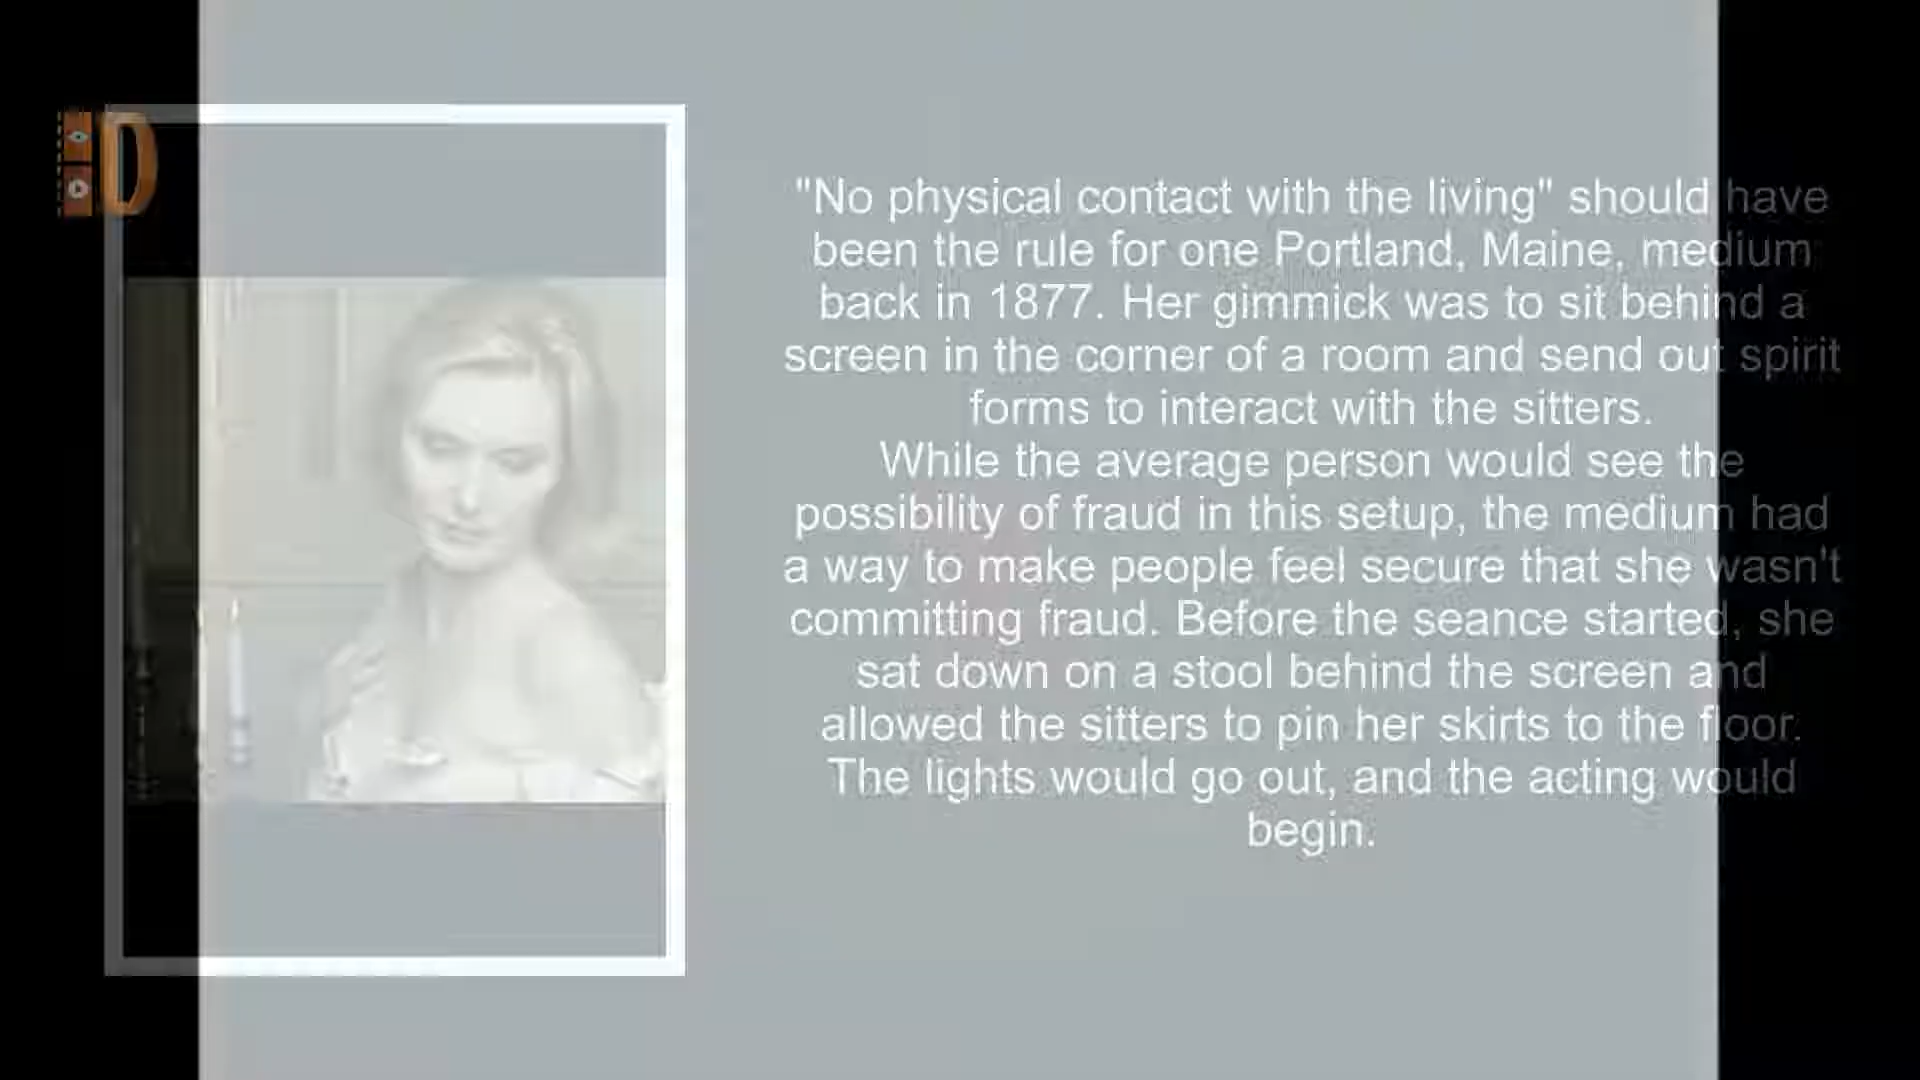 D
"No physical contact with the living" should have
been the rule for one Portland, Maine, medium
back in 1877. Her gimmick was to sit behind a
screen in the corner of a room and send out spirit
forms to interact with the sitters.
While the average person would see the
possibility of fraud in this setup, the medium had
a way to make people feel secure that she wasn't
committing fraud. Before the seance started, she
sat down on a stool behind the screen and
allowed the sitters to pin her skirts to the floor.
The lights would go out, and the acting would
begin.